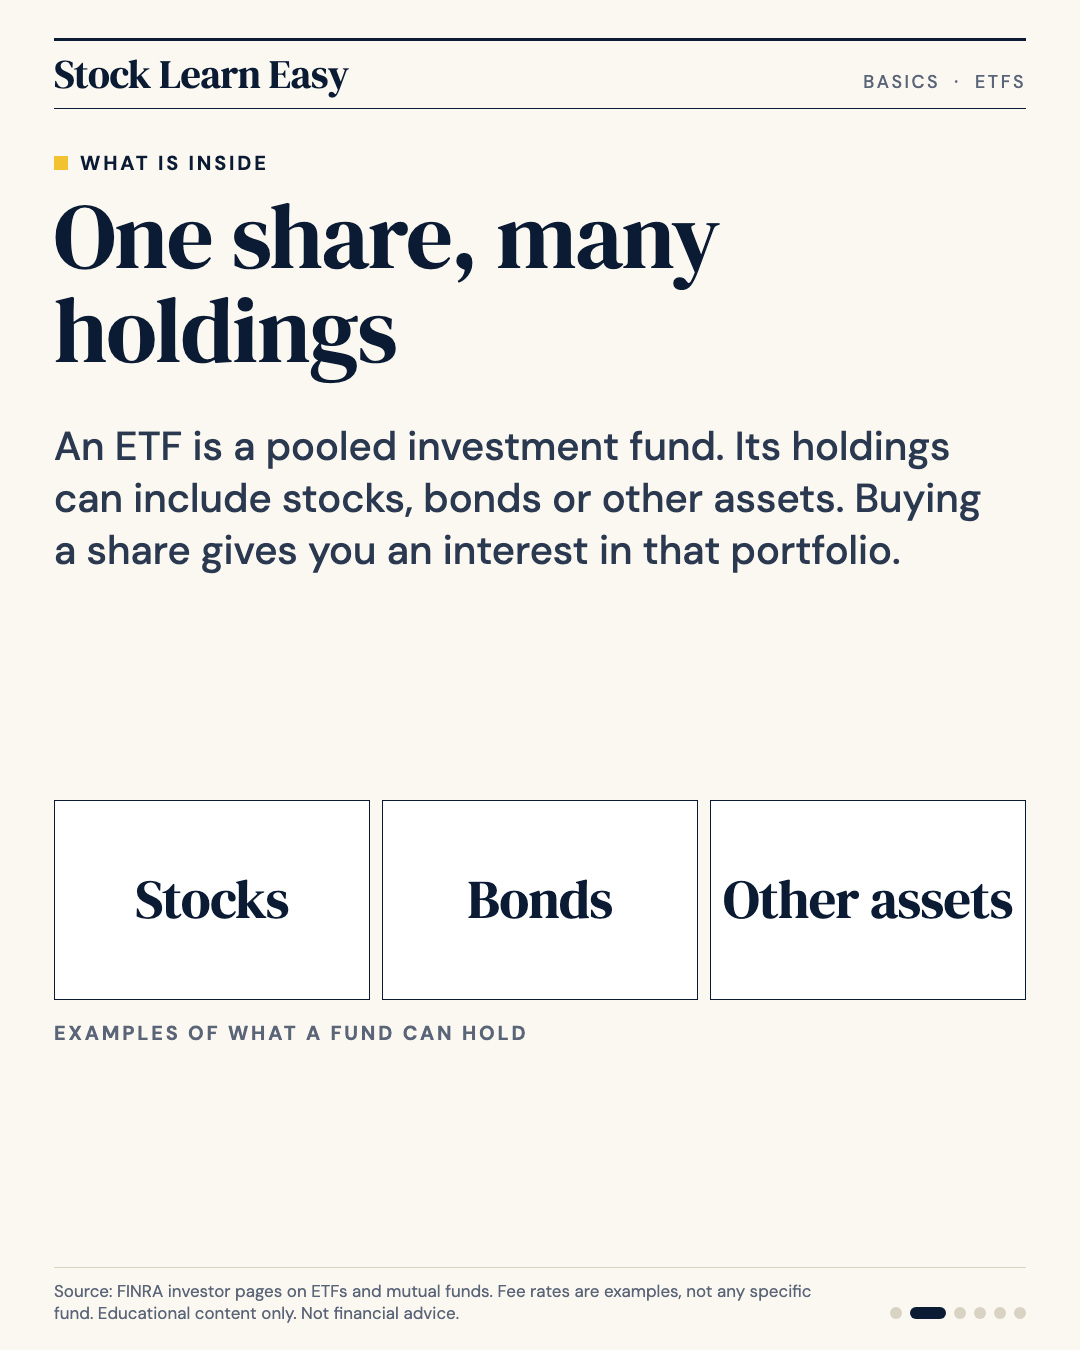 Stock Learn Easy
BASICS · ETFS
WHAT IS INSIDE
One share, many
holdings
An ETF is a pooled investment fund. Its holdings
can include stocks, bonds or other assets. Buying
a share gives you an interest in that portfolio.
Stocks
Bonds
Other assets
EXAMPLES OF WHAT A FUND CAN HOLD
Source: FINRA investor pages on ETFs and mutual funds. Fee rates are examples, not any specific
fund. Educational content only. Not financial advice.